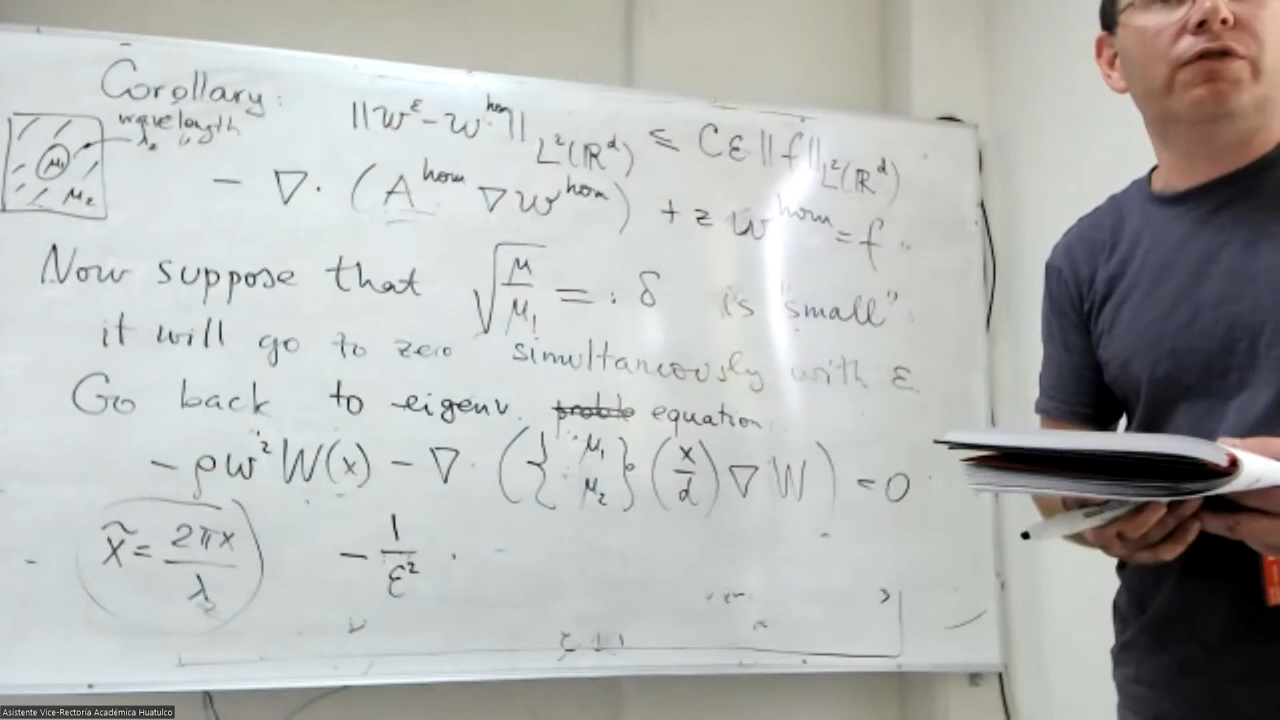 Corollary: ||w^ε - w^hom||_{L²(ℝ^d)} ≤ Cε ||f||_{L²(ℝ^d)}
wavelength
μ₁
μ₂
- ∇· (A^hom ∇w^hom) + z w^hom = f.
Now suppose that √(μ/μ₁) =: δ is "small".
it will go to zero simultaneously with ε.
Go back to eigenv. equation
- ρω²W(x) - ∇· ({μ₁ μ₂} (x/d) ∇W) = 0
x̃ = 2πx/λ₂ - 1/ε² .
Asistente Vice-Rectoría Académica Huatulco